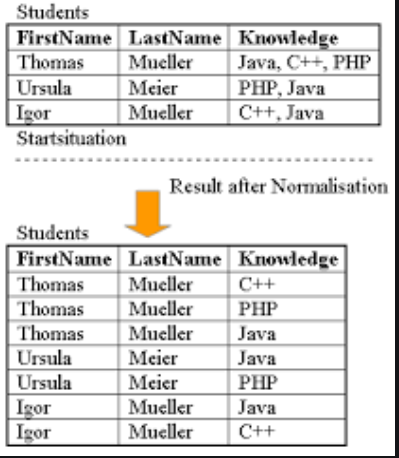 Students
FirstName LastName Knowledge
Thomas Mueller Java, C++, PHP
Ursula Meier PHP, Java
Igor Mueller C++, Java
Startsituation
Result after Normalisation
Students
FirstName LastName Knowledge
Thomas Mueller C++
Thomas Mueller PHP
Thomas Mueller Java
Ursula Meier Java
Ursula Meier PHP
Igor Mueller Java
Igor Mueller C++